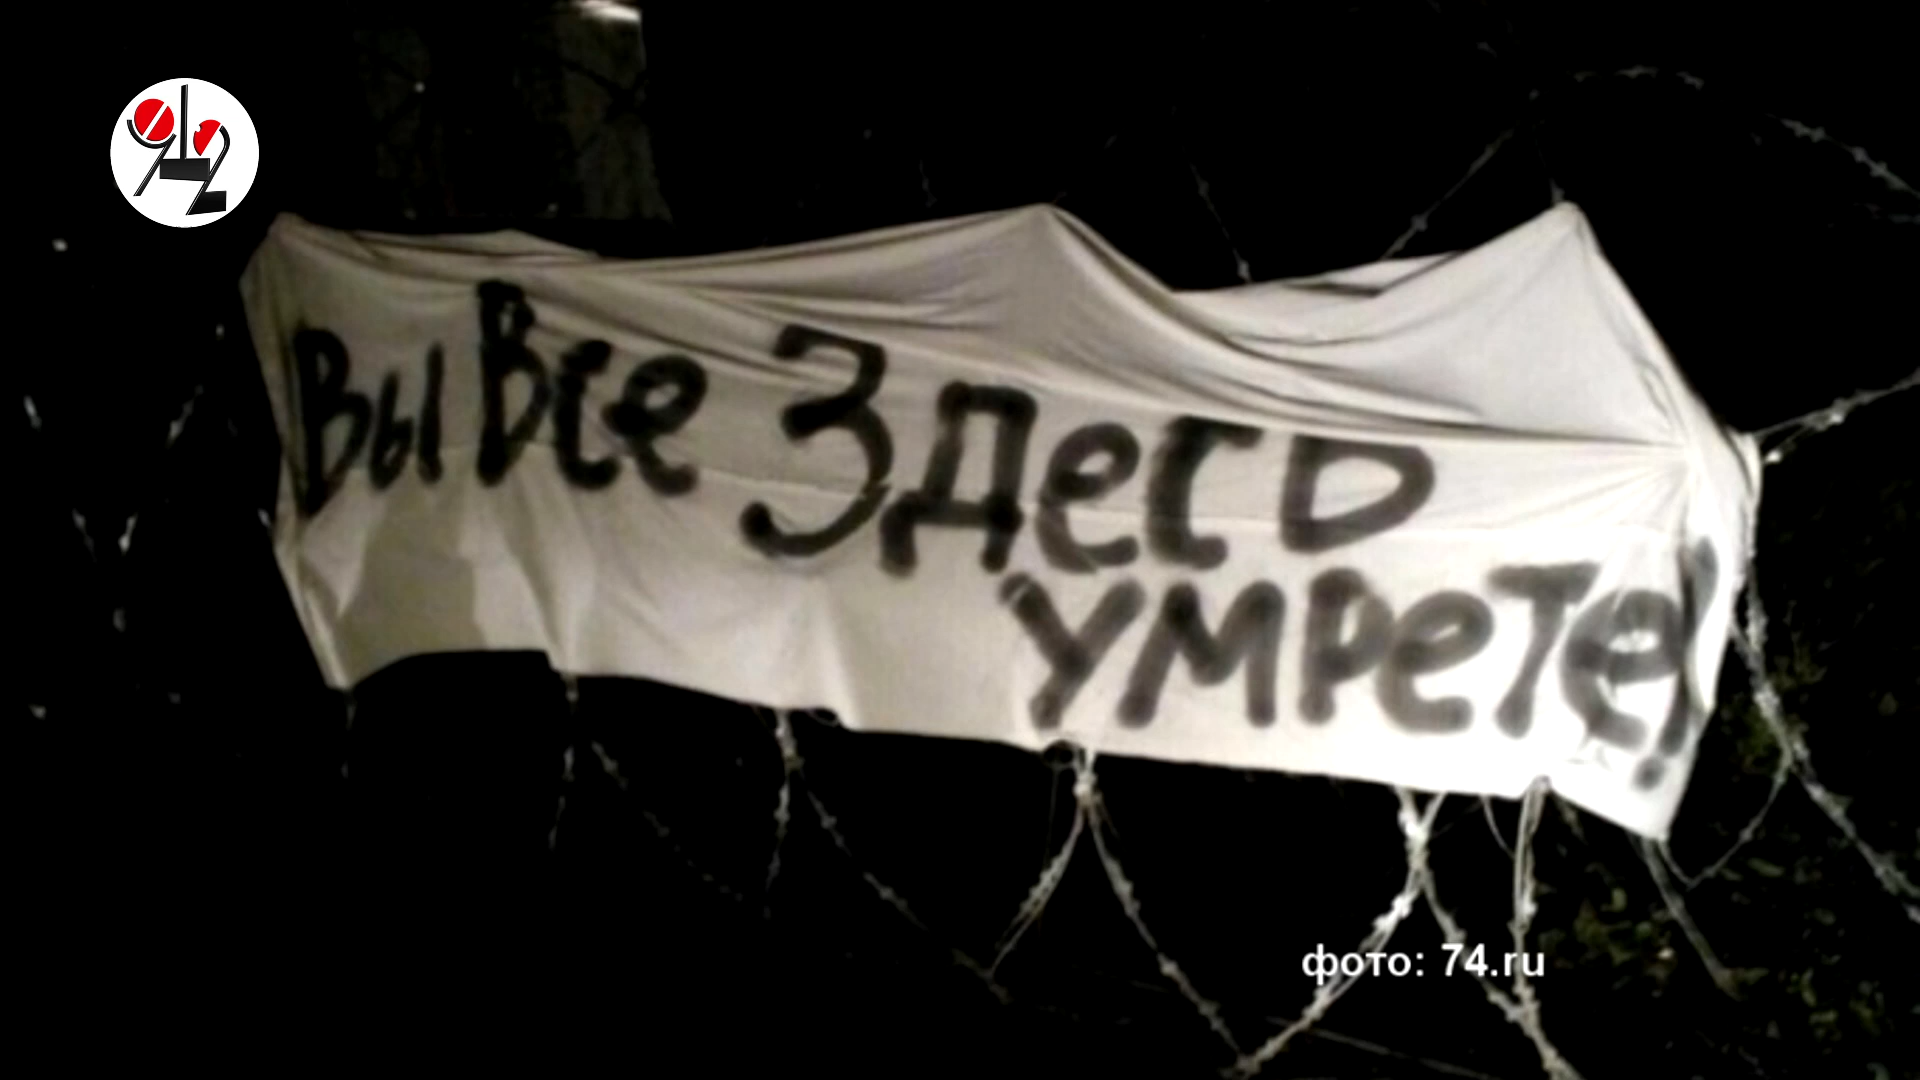 Вы Все Здесь
умрете!
фото: 74.ru